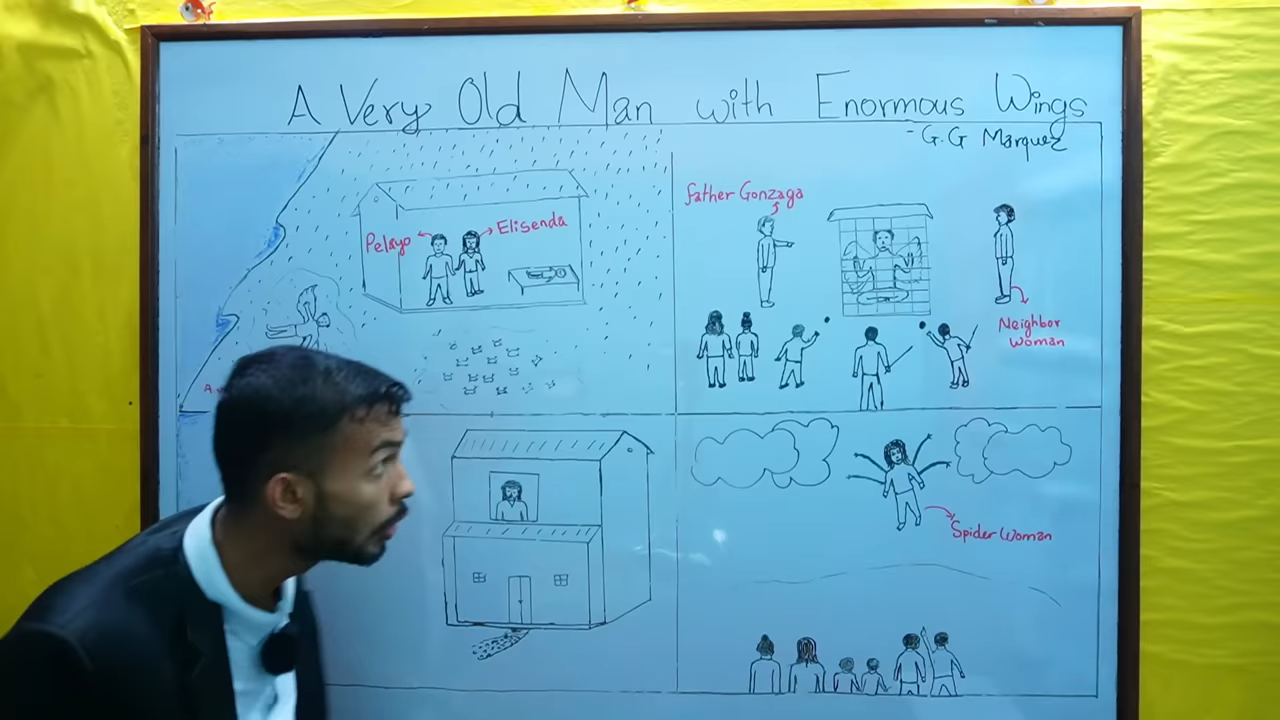 A Very Old Man with Enormous Wings
- G.G Marquez
Pelayo
Elisenda
father Gonzaga
Neighbor
woman
Spider Woman